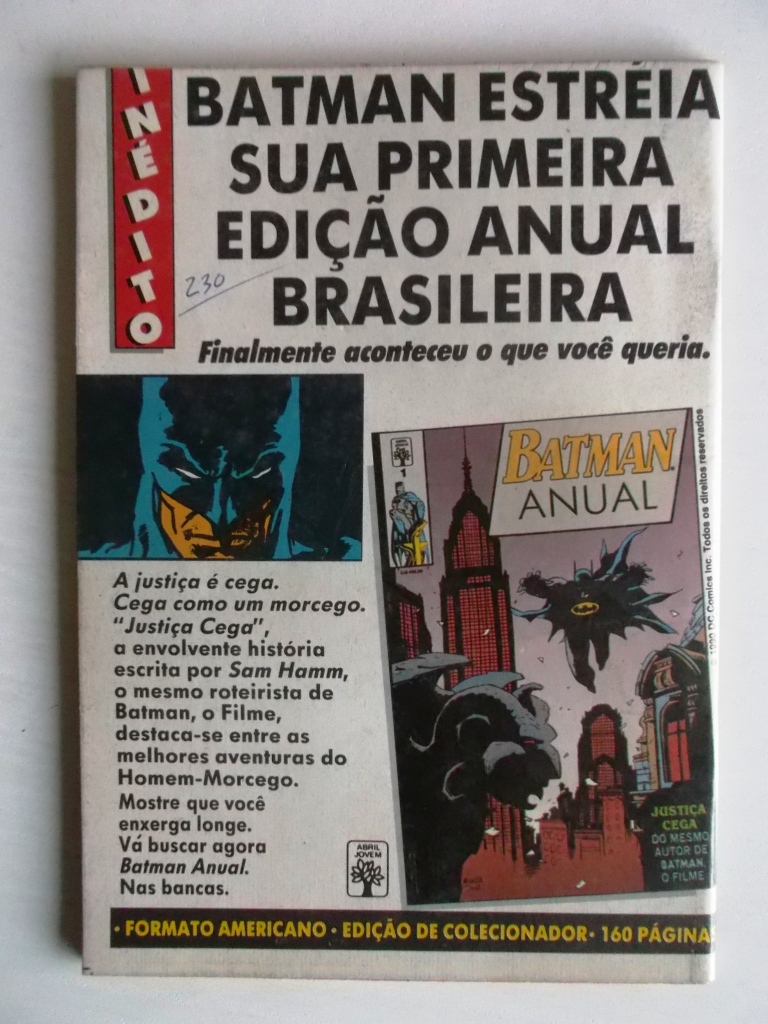 INÉDITO
BATMAN ESTRÉIA
SUA PRIMEIRA
EDIÇÃO ANUAL
BRASILEIRA
230
Finalmente aconteceu o que você queria.
A justiça é cega.
Cega como um morcego.
“Justiça Cega”,
a envolvente história
escrita por Sam Hamm,
o mesmo roteirista de
Batman, o Filme,
destaca-se entre as
melhores aventuras do
Homem-Morcego.
Mostre que você
enxerga longe.
Vá buscar agora
Batman Anual.
Nas bancas.
ABRIL
JOVEM
1
BATMAN
ANUAL
JUSTIÇA
CEGA
DO MESMO
AUTOR DE
BATMAN,
O FILME
© 1990 DC Comics Inc. Todos os direitos reservados
· FORMATO AMERICANO · EDIÇÃO DE COLECIONADOR · 160 PÁGINA